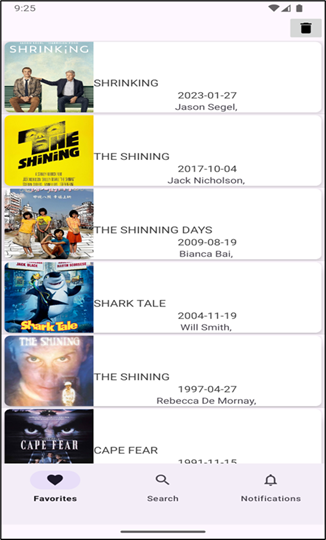 9:25
SHRINKING
SHRINKING
2023-01-27
Jason Segel,
THE SHiNiNG
THE SHINING
2017-10-04
Jack Nicholson,
THE SHINNING DAYS
2009-08-19
Bianca Bai,
Shark Tale
SHARK TALE
2004-11-19
Will Smith,
THE SHINING
THE SHINING
1997-04-27
Rebecca De Mornay,
CAPE FEAR
CAPE FEAR
1991-11-15
Favorites
Search
Notifications